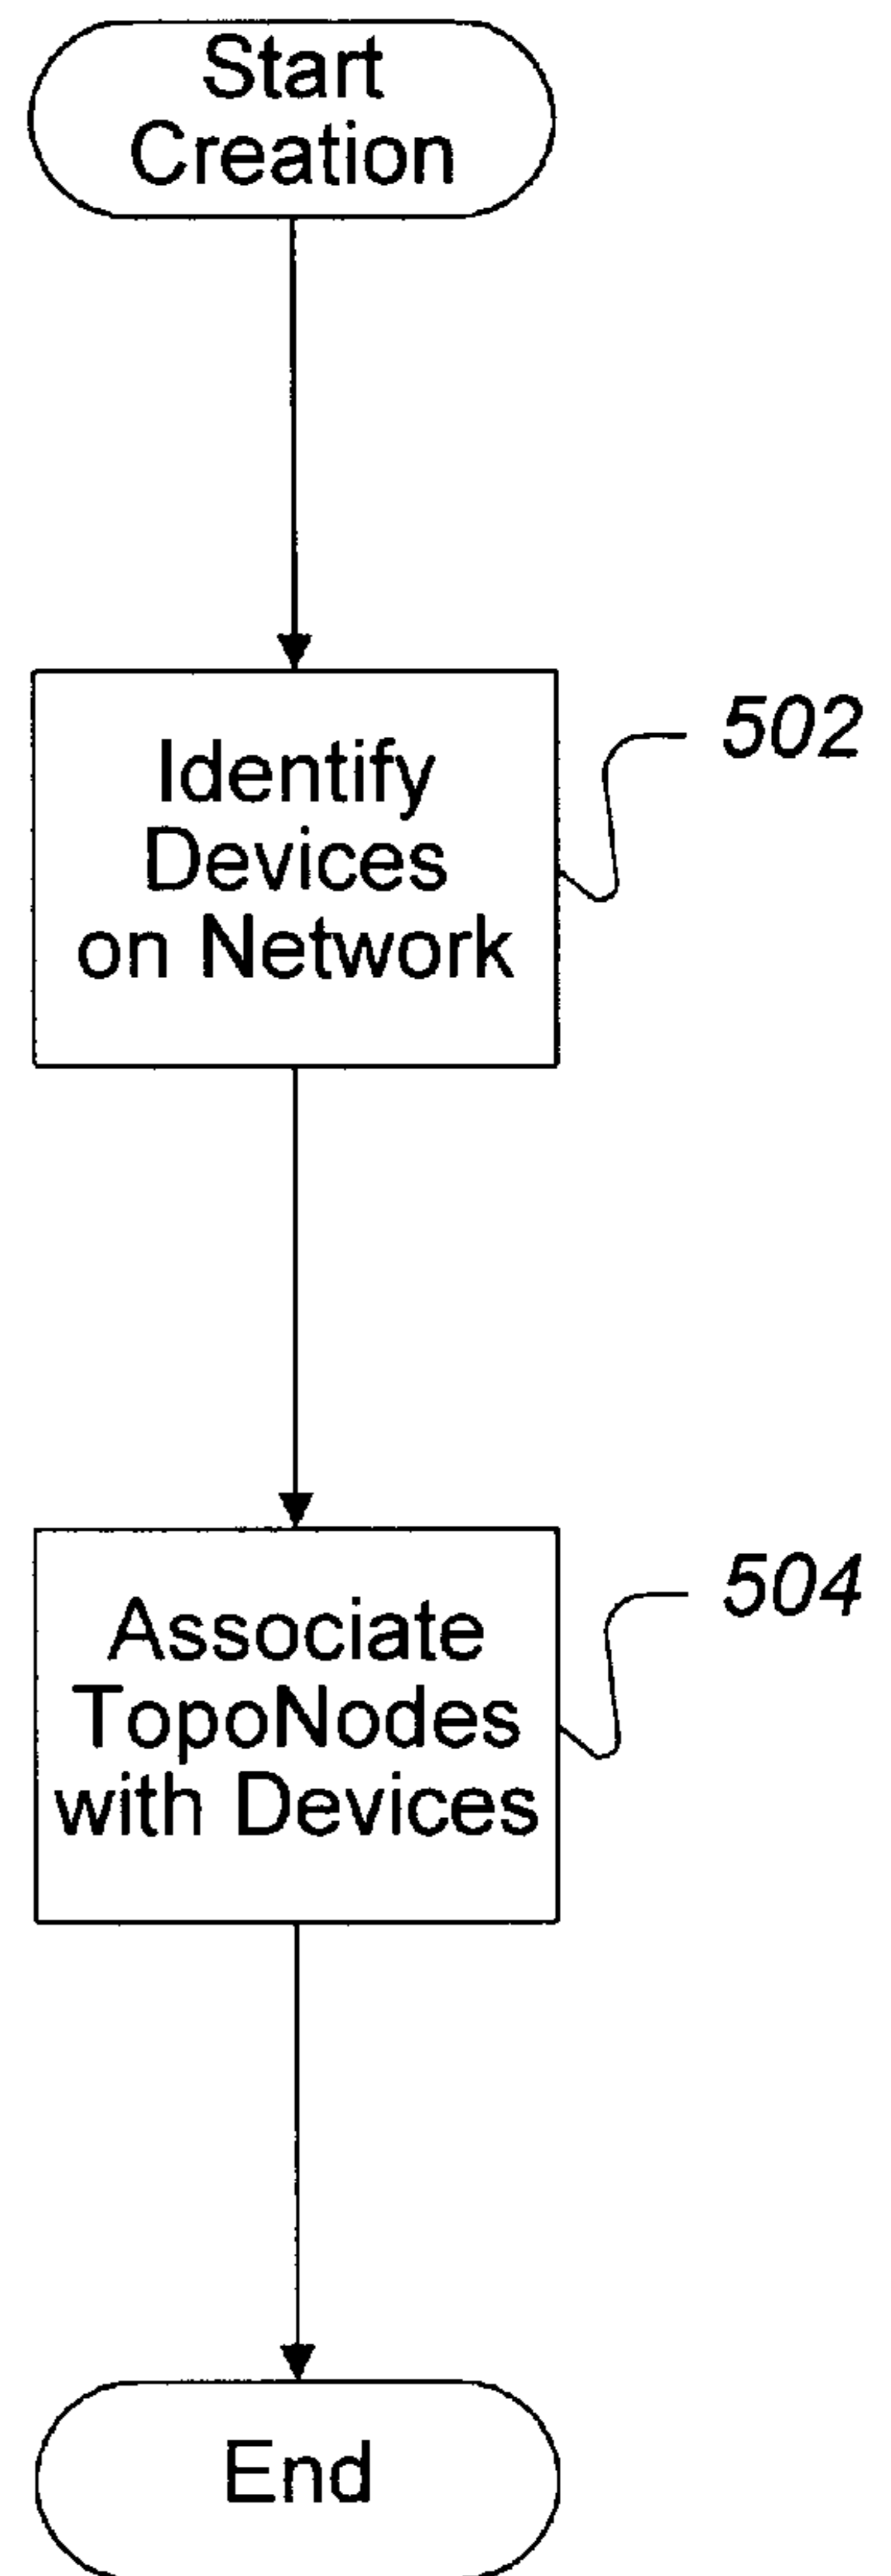 Start
Creation
Identify
Devices
on Network
502
Associate
TopoNodes
with Devices
504
End